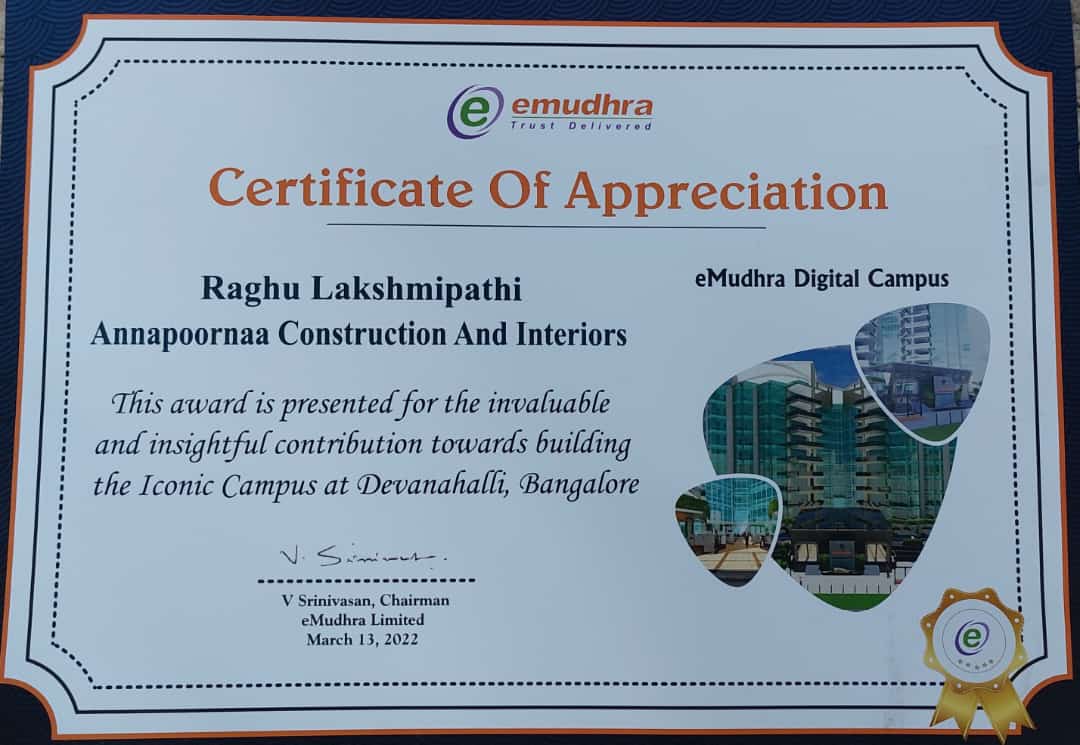 emudhra
Trust Delivered
Certificate Of Appreciation
Raghu Lakshmipathi
Annapoornaa Construction And Interiors
eMudhra Digital Campus
This award is presented for the invaluable
and insightful contribution towards building
the Iconic Campus at Devanahalli, Bangalore
V. Srinivasan
V Srinivasan, Chairman
eMudhra Limited
March 13, 2022
e